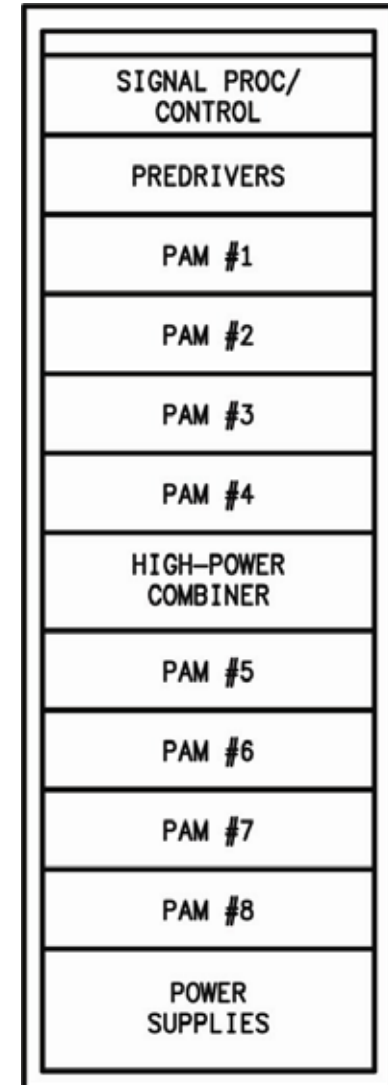 SIGNAL PROC/
CONTROL
PREDRIVERS
PAM #1
PAM #2
PAM #3
PAM #4
HIGH-POWER
COMBINER
PAM #5
PAM #6
PAM #7
PAM #8
POWER
SUPPLIES